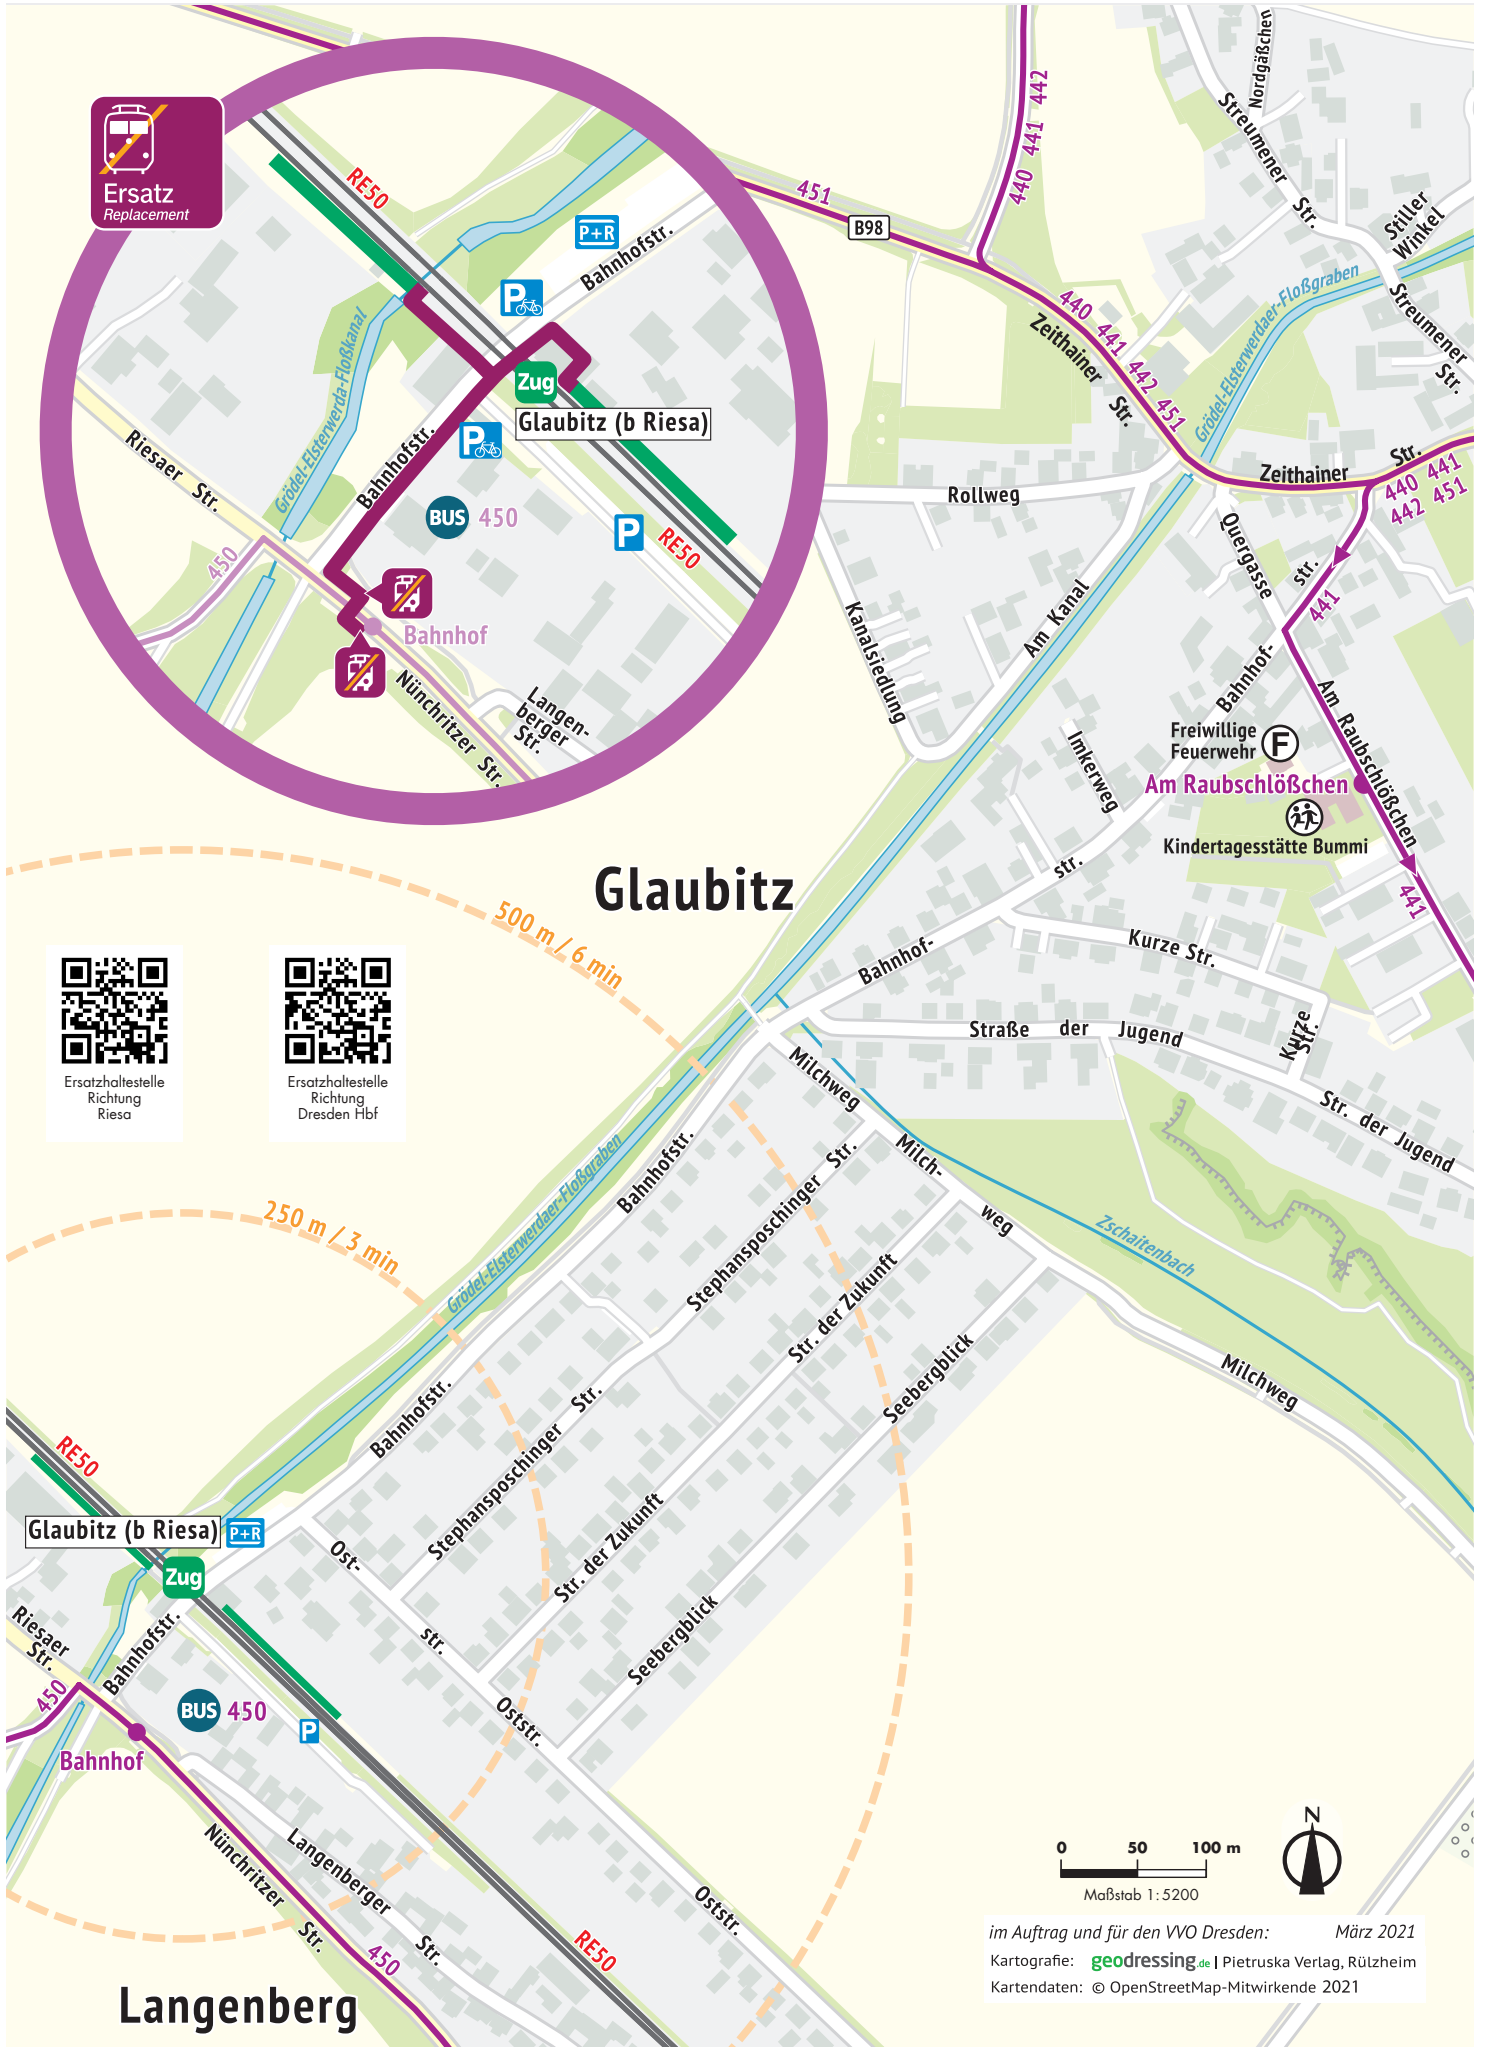 Ersatz
Replacement
RE50
P+R
Bahnhofstr.
P
Zug
Glaubitz (b Riesa)
P
Bahnhofstr.
BUS 450
P
RE50
Grödel-Elsterwerda-Floßkanal
Riesaer Str.
450
Bahnhof
Nünchritzer Str.
Langen-
berger
Str.
451
B98
440 441 442
Nordgäßchen
Streumener Str.
Stiller
Winkel
Streumener Str.
Grödel-Elsterwerdaer-Floßgraben
440 441 442 451
Zeithainer Str.
Zeithainer Str.
440 441
442 451
Rollweg
Quergasse
str.
441
Kanalsiedlung
Am Kanal
Bahnhof-
Am Raubschlößchen
Freiwillige
Feuerwehr F
Am Raubschlößchen
Imkerweg
Kindertagesstätte Bummi
441
str.
Glaubitz
500 m / 6 min
Bahnhof-
Kurze Str.
Kurze
Str.
Straße der Jugend
Str. der Jugend
Ersatzhaltestelle
Richtung
Riesa
Ersatzhaltestelle
Richtung
Dresden Hbf
Milchweg
Milch-
weg
Zschaitenbach
Milchweg
Bahnhofstr.
Grödel-Elsterwerdaer-Floßgraben
250 m / 3 min
Stephansposchinger Str.
Str. der Zukunft
Seebergblick
Bahnhofstr.
Stephansposchinger Str.
Str. der Zukunft
Seebergblick
RE50
Glaubitz (b Riesa) P+R
Zug
Ost-
str.
Oststr.
Riesaer
Str.
Bahnhofstr.
450
BUS 450
P
Bahnhof
Nünchritzer Str.
Langenberger Str.
450
RE50
Oststr.
Langenberg
N
0 50 100 m
Maßstab 1:5200
im Auftrag und für den VVO Dresden: März 2021
Kartografie: geodressing.de | Pietruska Verlag, Rülzheim
Kartendaten: © OpenStreetMap-Mitwirkende 2021